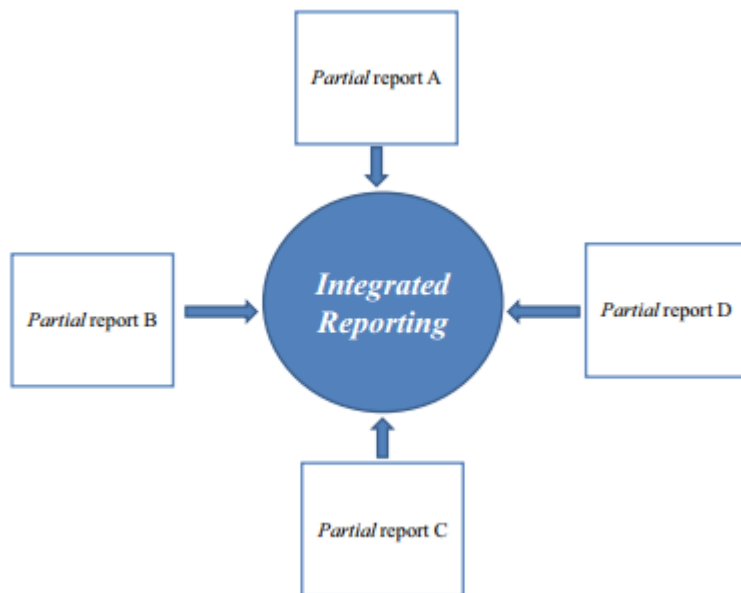 Partial report A
Partial report B
Integrated
Reporting
Partial report D
Partial report C